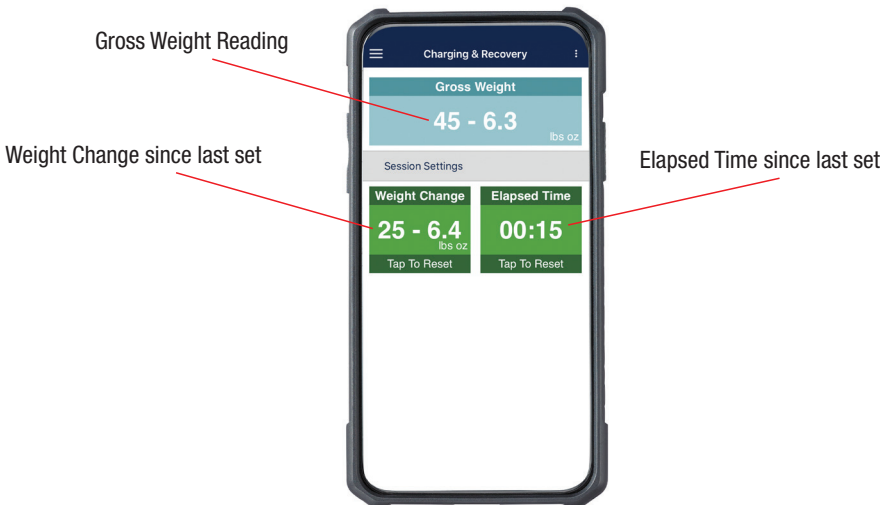 Gross Weight Reading
Charging & Recovery
Gross Weight
45 - 6.3
lbs oz
Weight Change since last set
Session Settings
Elapsed Time since last set
Weight Change
25 - 6.4
lbs oz
Tap To Reset
Elapsed Time
00:15
Tap To Reset